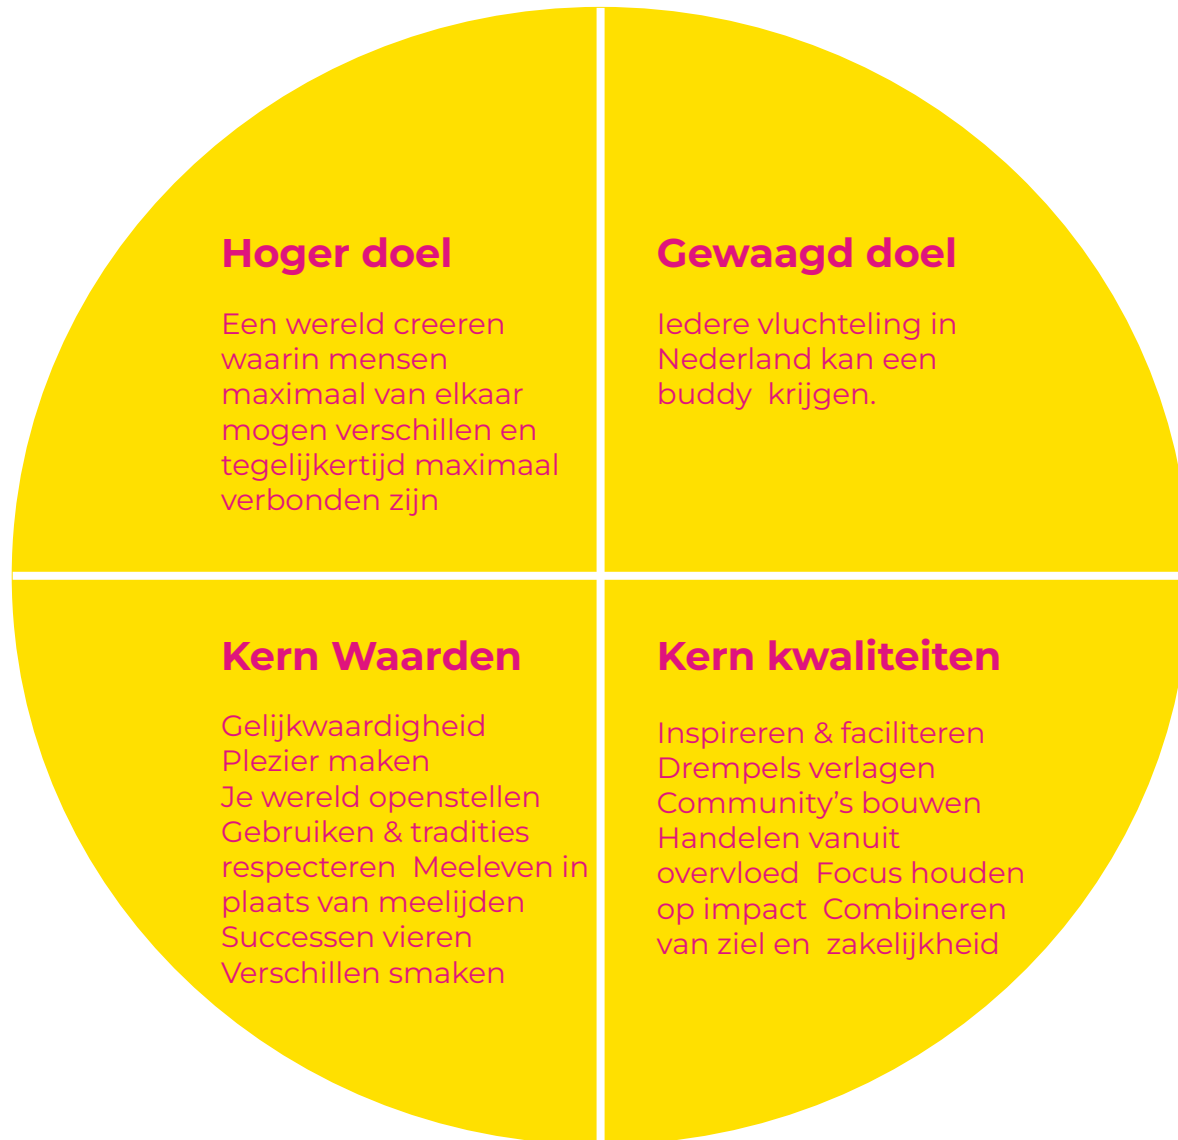 Hoger doel
Een wereld creeren
waarin mensen
maximaal van elkaar
mogen verschillen en
tegelijkertijd maximaal
verbonden zijn
Gewaagd doel
Iedere vluchteling in
Nederland kan een
buddy  krijgen.
Kern Waarden
Gelijkwaardigheid
Plezier maken
Je wereld openstellen
Gebruiken & tradities
respecteren  Meeleven in
plaats van meelijden
Successen vieren
Verschillen smaken
Kern kwaliteiten
Inspireren & faciliteren
Drempels verlagen
Community’s bouwen
Handelen vanuit
overvloed  Focus houden
op impact  Combineren
van ziel en  zakelijkheid